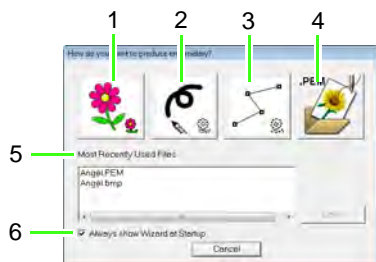 1 2 3 4
How do you want to produce embroidery?
.PEM
5 Most Recently Used Files
Angel.PEM
Angel.bmp
6 Always show Wizard at Startup
Cancel